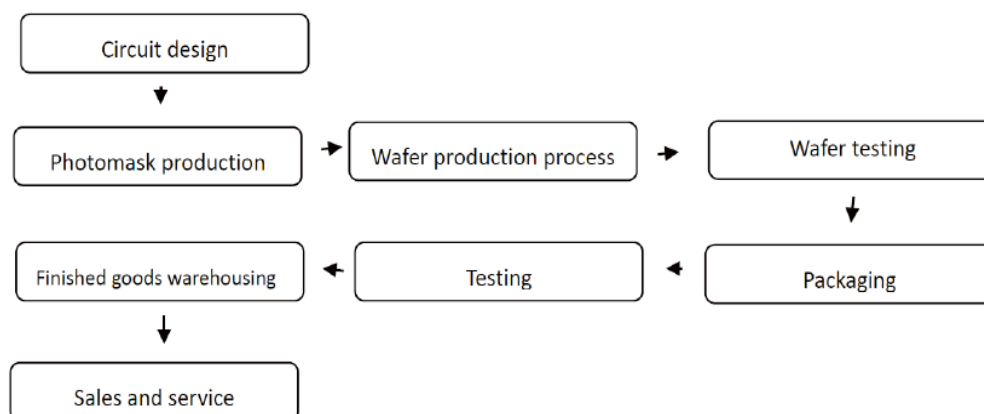 Circuit design
Photomask production
Wafer production process
Wafer testing
Packaging
Testing
Finished goods warehousing
Sales and service